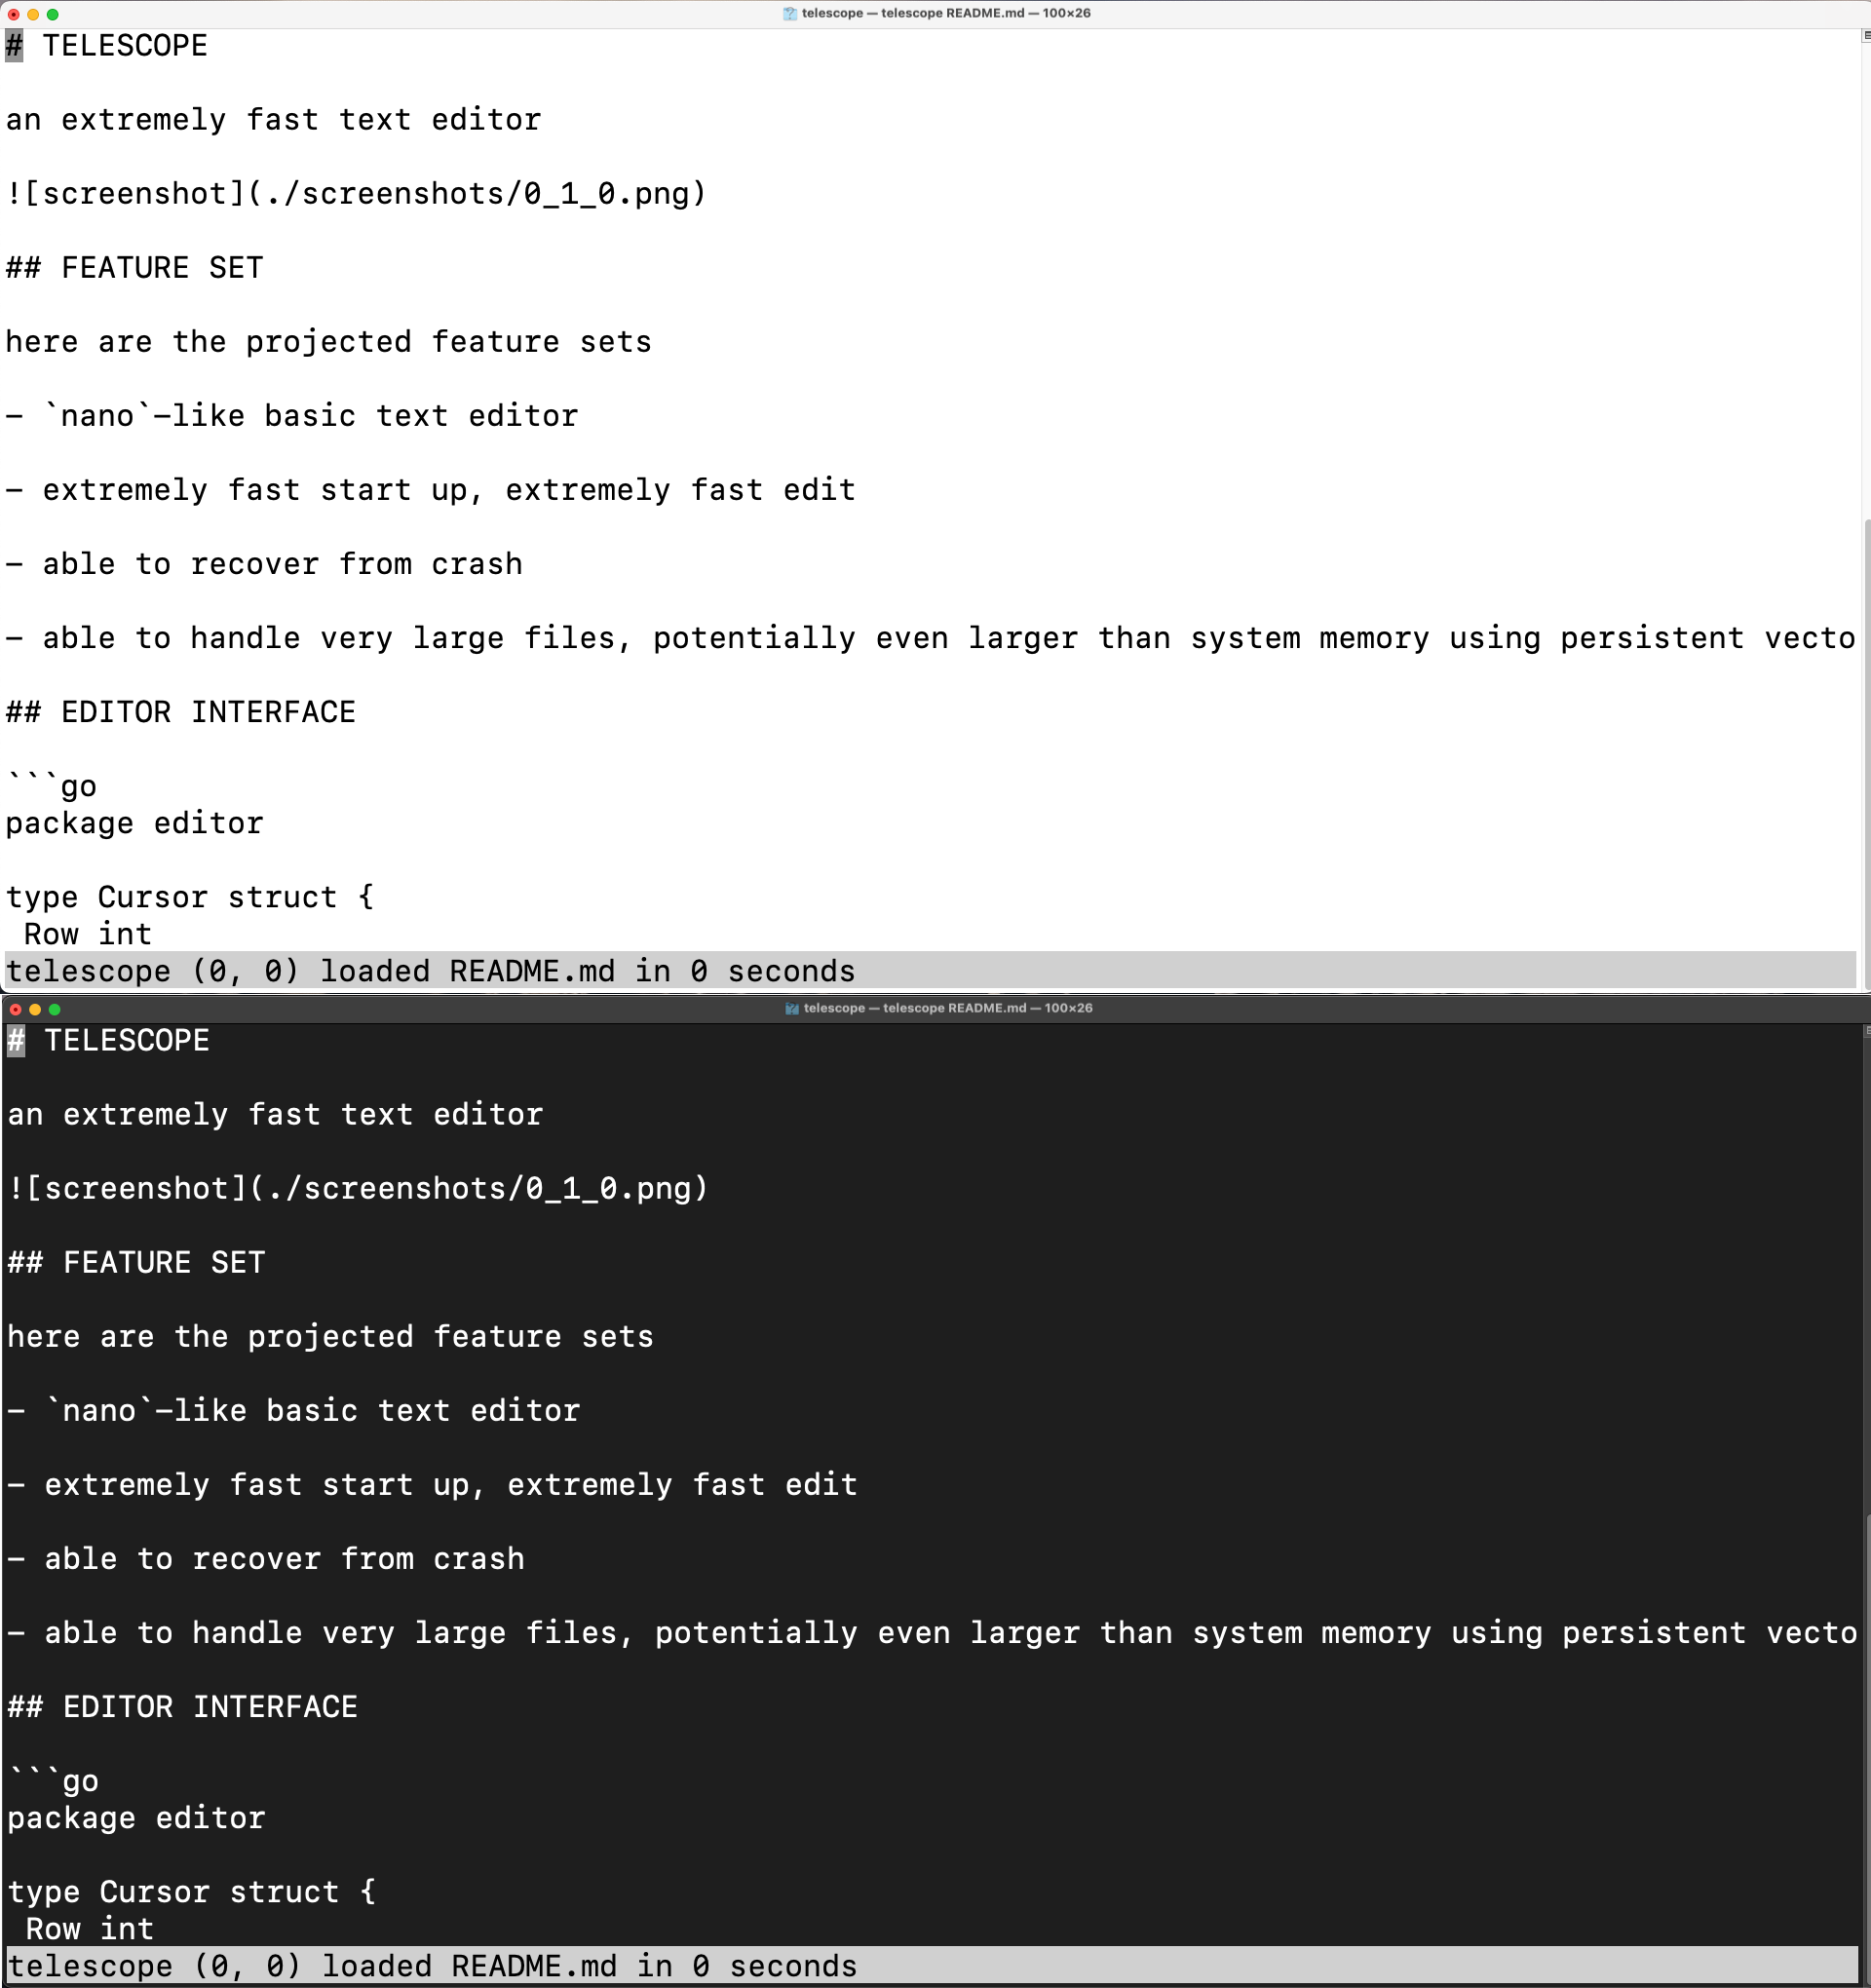 telescope — telescope README.md — 100×26
# TELESCOPE
an extremely fast text editor
![screenshot](./screenshots/0_1_0.png)
## FEATURE SET
here are the projected feature sets
- `nano`-like basic text editor
- extremely fast start up, extremely fast edit
- able to recover from crash
- able to handle very large files, potentially even larger than system memory using persistent vecto
## EDITOR INTERFACE
```go
package editor
type Cursor struct {
 Row int
telescope (0, 0) loaded README.md in 0 seconds
telescope — telescope README.md — 100×26
# TELESCOPE
an extremely fast text editor
![screenshot](./screenshots/0_1_0.png)
## FEATURE SET
here are the projected feature sets
- `nano`-like basic text editor
- extremely fast start up, extremely fast edit
- able to recover from crash
- able to handle very large files, potentially even larger than system memory using persistent vecto
## EDITOR INTERFACE
```go
package editor
type Cursor struct {
 Row int
telescope (0, 0) loaded README.md in 0 seconds